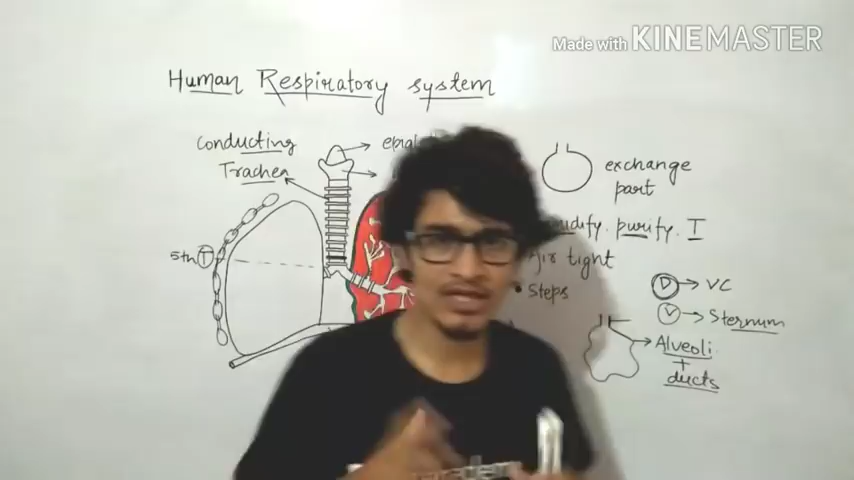 Made with KINEMASTER
Human Respiratory system
conducting
Trachea
exchange
part
purify. T
Air tight
• Steps
5th T
D → VC
V → Sternum
Alveoli
+
ducts